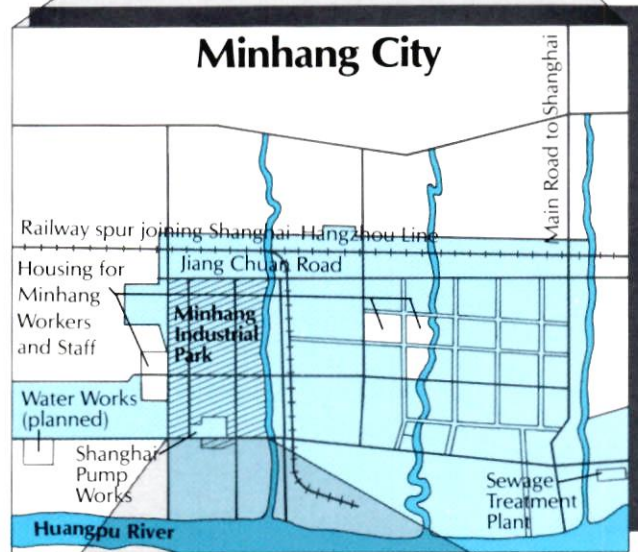 Minhang City
Main Road to Shanghai
Railway spur joining Shanghai-Hangzhou Line
Jiang Chuan Road
Housing for
Minhang
Workers
and Staff
Minhang
Industrial
Park
Water Works
(planned)
Shanghai
Pump
Works
Sewage
Treatment
Plant
Huangpu River